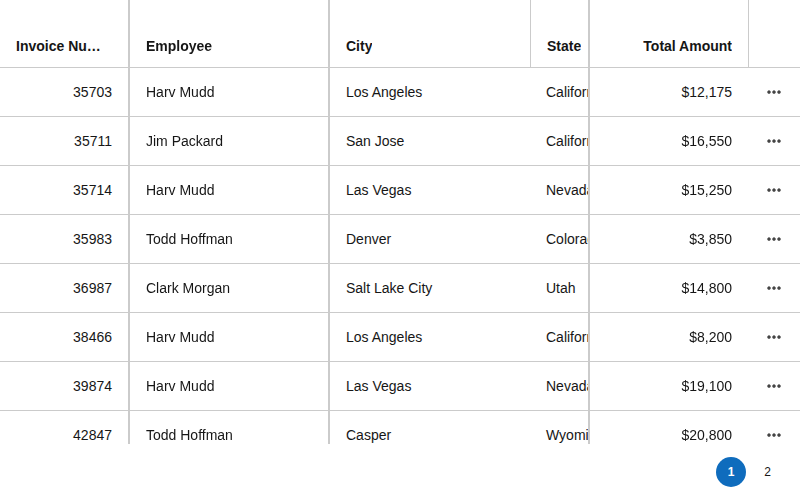 Invoice Nu… Employee City State Total Amount
35703 Harv Mudd Los Angeles Califor $12,175
35711 Jim Packard San Jose Califor $16,550
35714 Harv Mudd Las Vegas Nevad $15,250
35983 Todd Hoffman Denver Colora $3,850
36987 Clark Morgan Salt Lake City Utah $14,800
38466 Harv Mudd Los Angeles Califor $8,200
39874 Harv Mudd Las Vegas Nevad $19,100
42847 Todd Hoffman Casper Wyomi $20,800
1 2